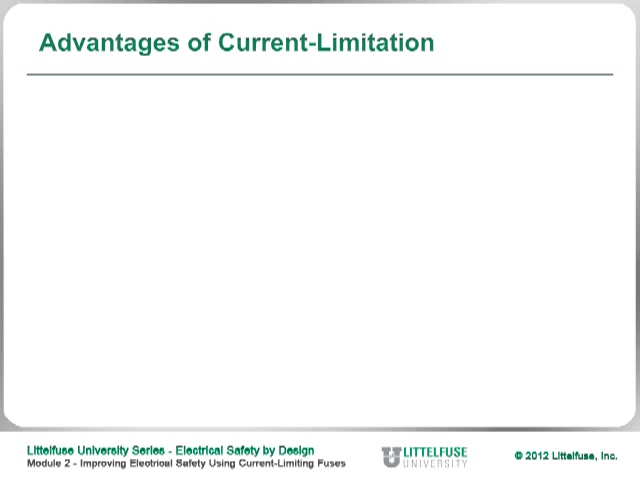 Advantages of Current-Limitation
Littelfuse University Series - Electrical Safety by Design
Module 2 - Improving Electrical Safety Using Current-Limiting Fuses
LITTELFUSE
UNIVERSITY
© 2012 Littelfuse, Inc.